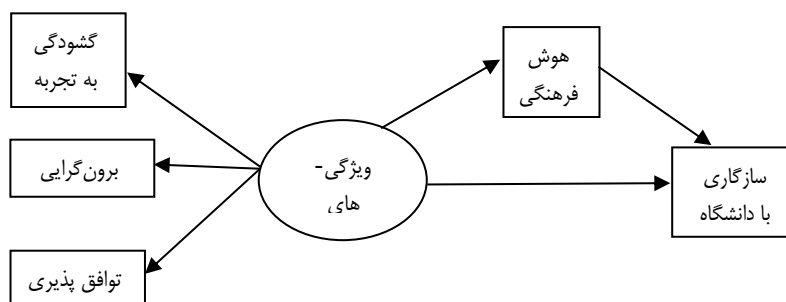 گشودگی
به تجربه
هوش
فرهنگی
برون‌گرایی
ویژگی-
های
سازگاری
با دانشگاه
توافق پذیری